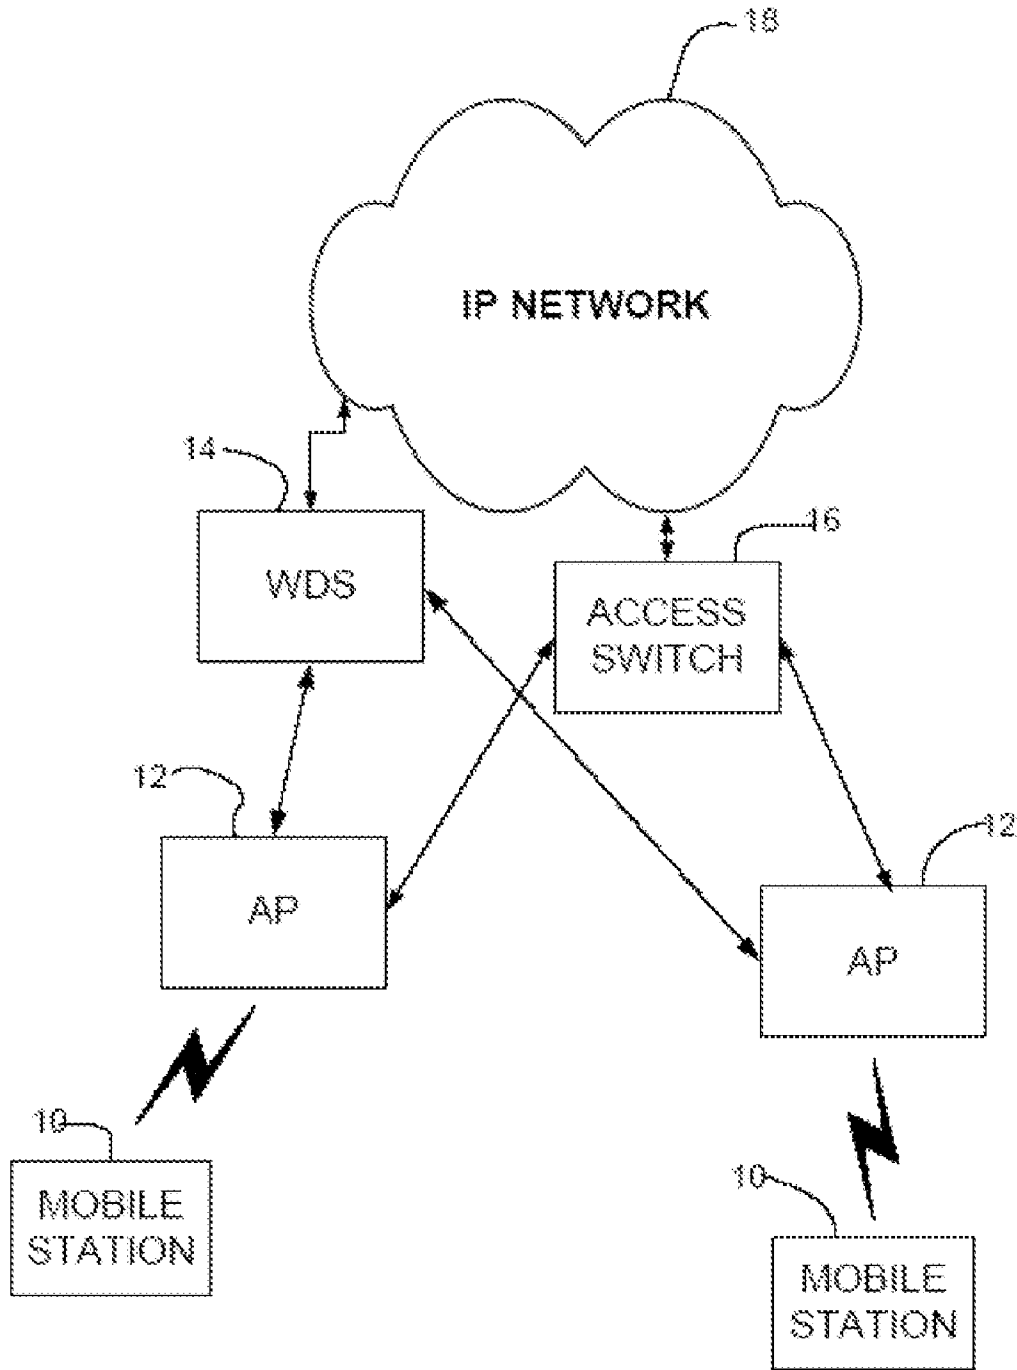 18
IP NETWORK
14
WDS
16
ACCESS
SWITCH
12
AP
12
AP
10
MOBILE
STATION
10
MOBILE
STATION